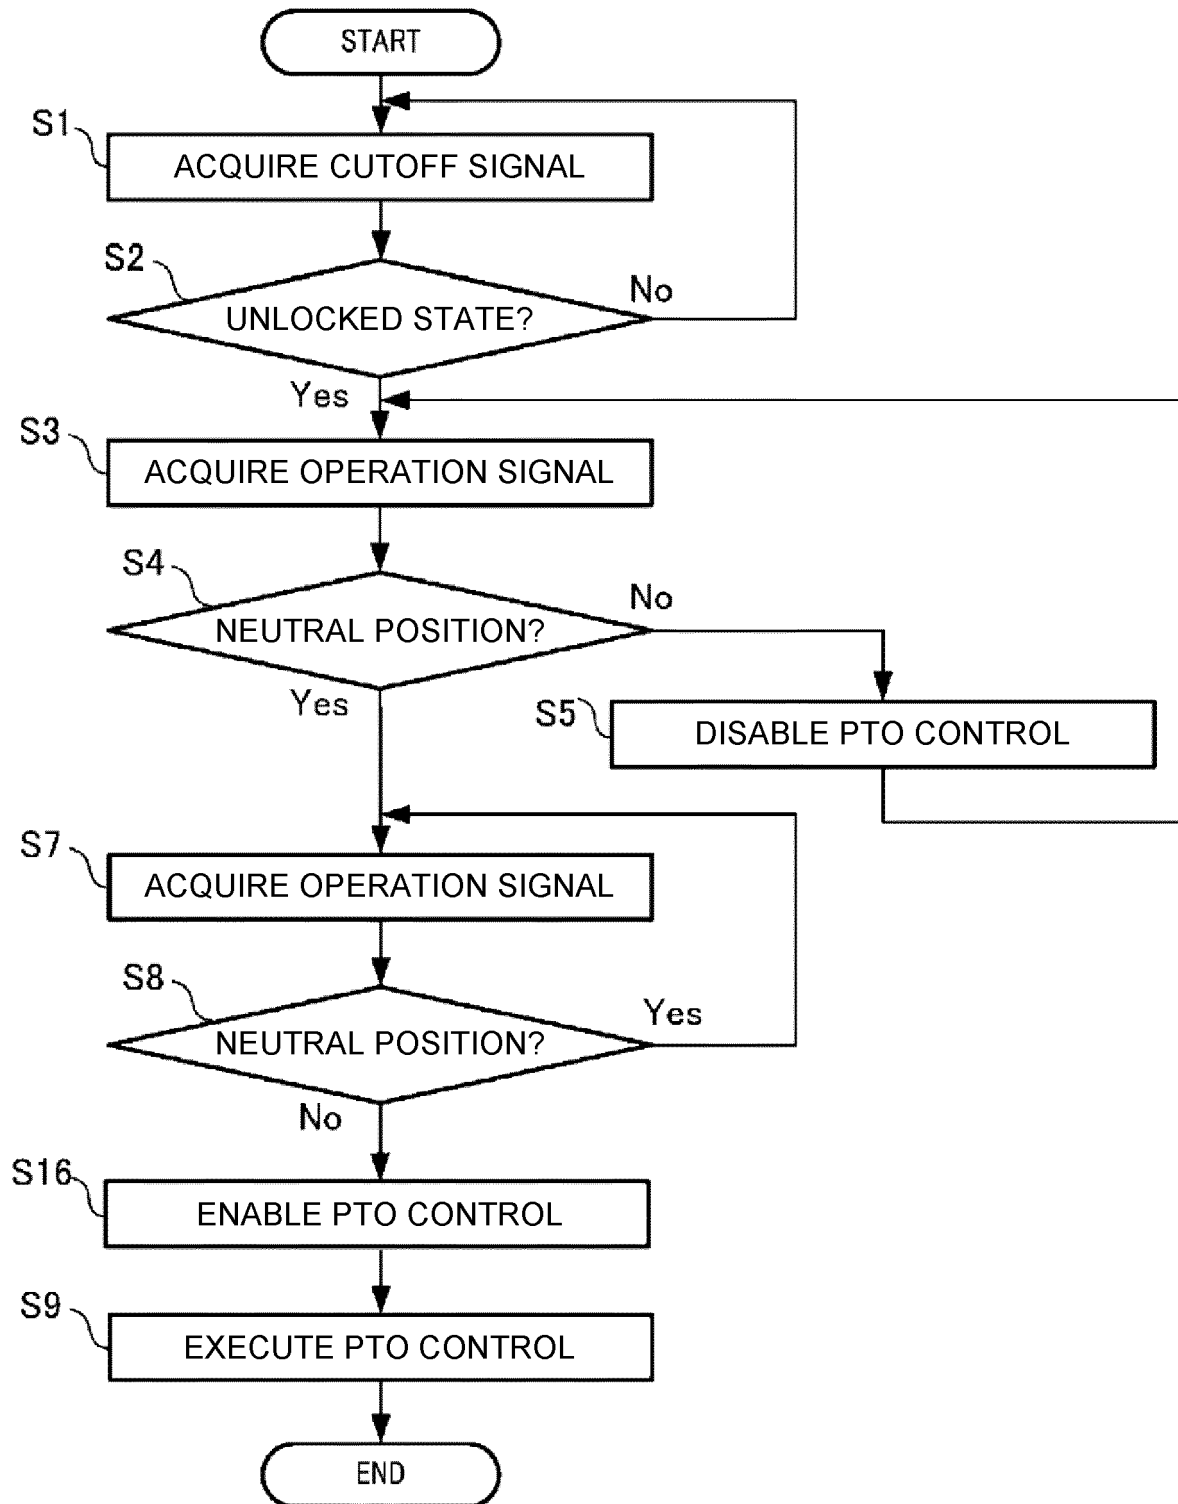 START
S1
ACQUIRE CUTOFF SIGNAL
S2
UNLOCKED STATE?
No
Yes
S3
ACQUIRE OPERATION SIGNAL
S4
NEUTRAL POSITION?
No
Yes
S5
DISABLE PTO CONTROL
S7
ACQUIRE OPERATION SIGNAL
S8
NEUTRAL POSITION?
Yes
No
S16
ENABLE PTO CONTROL
S9
EXECUTE PTO CONTROL
END